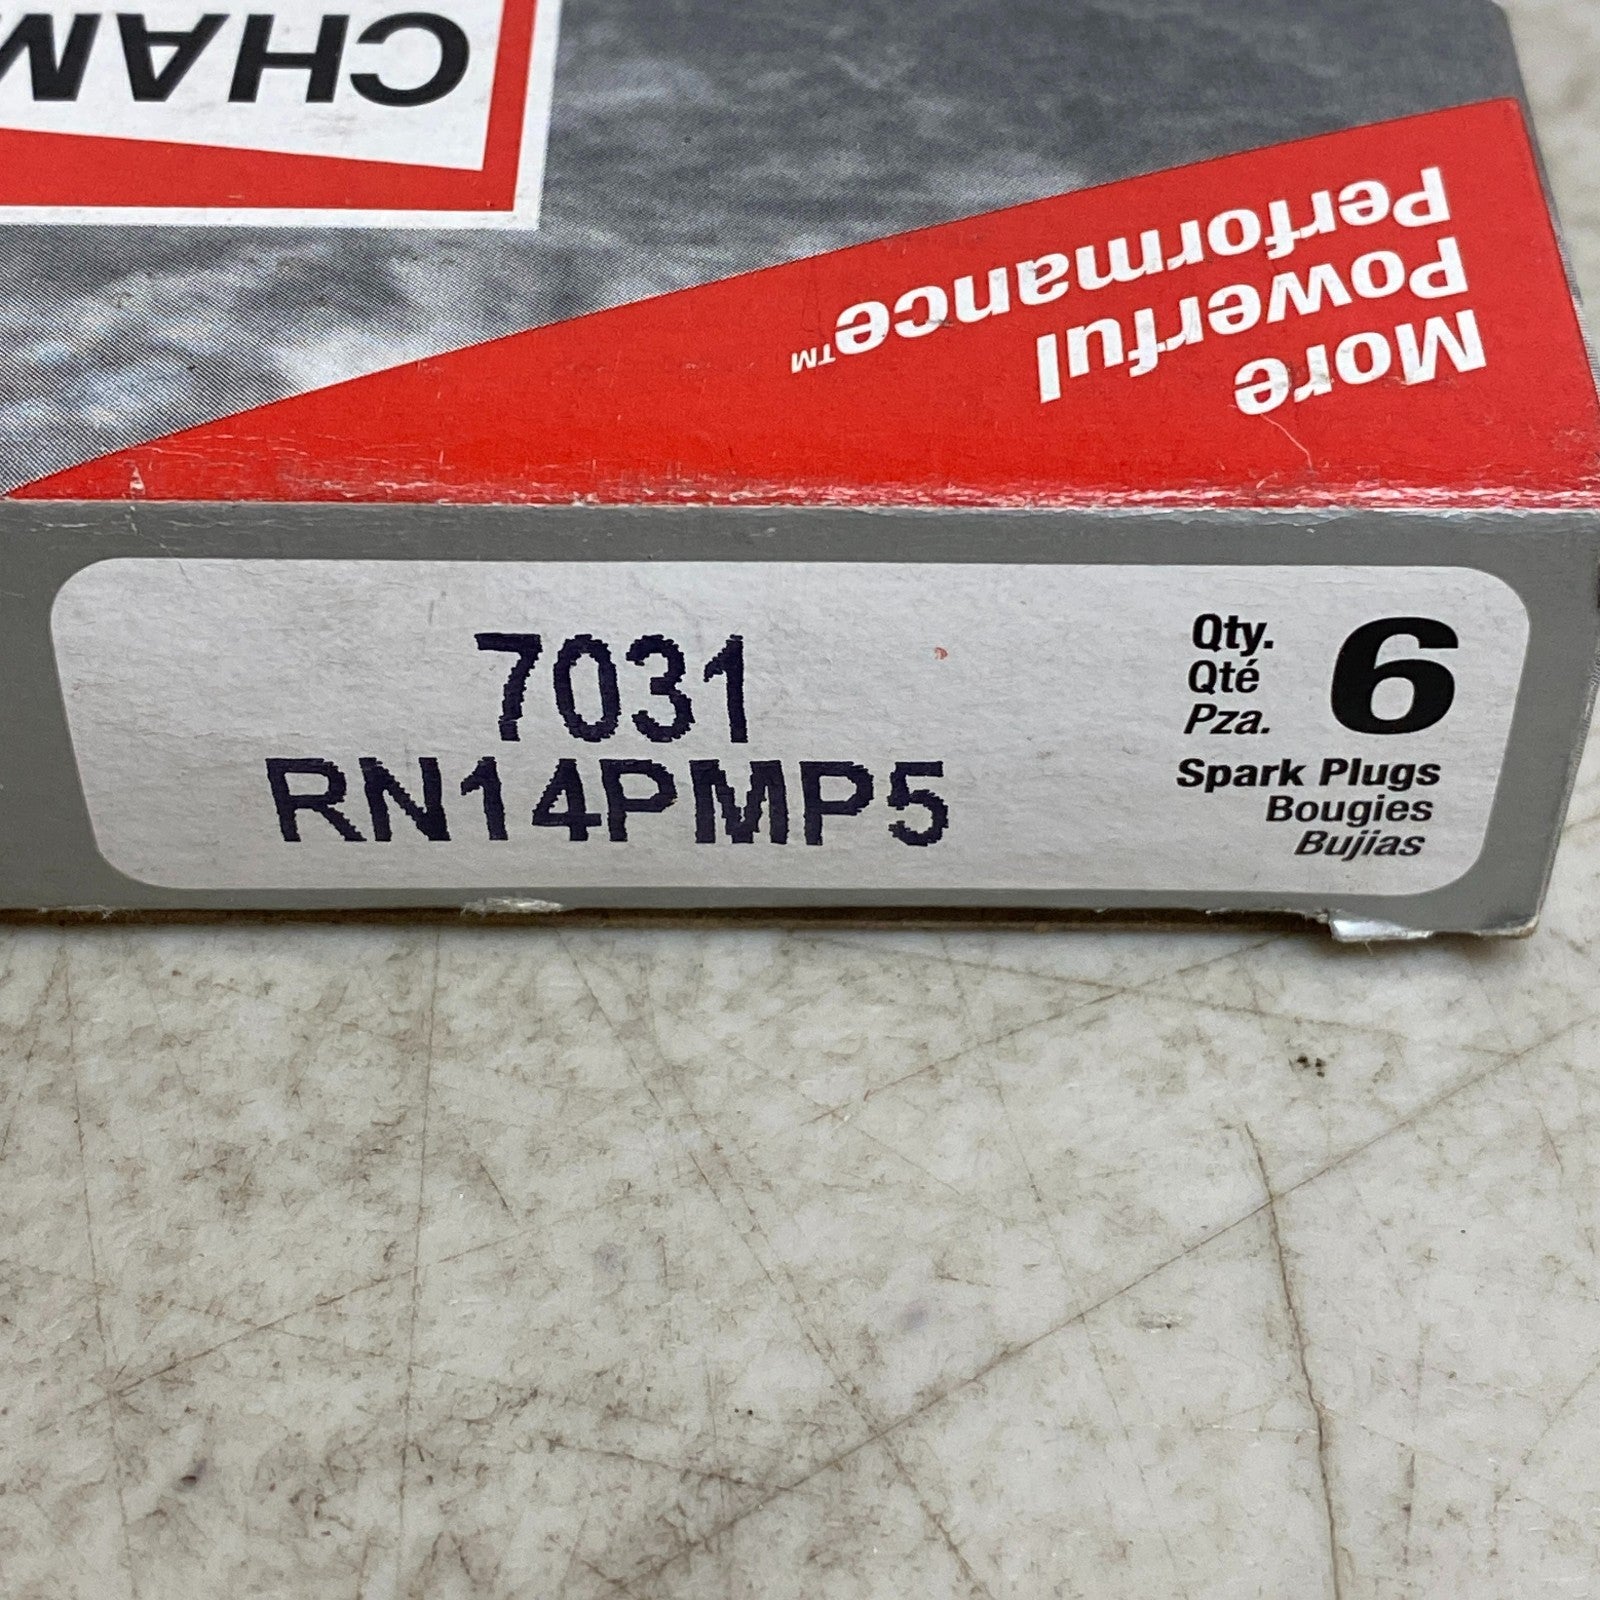 CHAM
More
Powerful
Performance™
7031
RN14PMP5
Qty.
Qté
Pza.
6
Spark Plugs
Bougies
Bujias